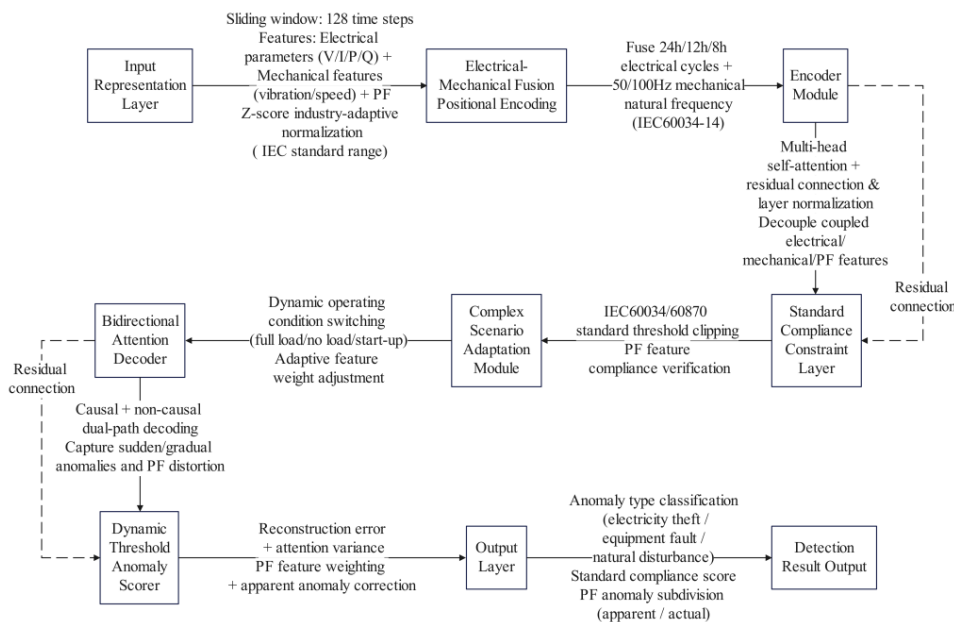 Input
Representation
Layer
Sliding window: 128 time steps
Features: Electrical
parameters (V/I/P/Q) +
Mechanical features
(vibration/speed) + PF
Z-score industry-adaptive
normalization
( IEC standard range)
Electrical-
Mechanical Fusion
Positional Encoding
Fuse 24h/12h/8h
electrical cycles +
50/100Hz mechanical
natural frequency
(IEC60034-14)
Encoder
Module
Multi-head
self-attention +
residual connection &
layer normalization
Decouple coupled
electrical/
mechanical/PF features
Residual
connection
Standard
Compliance
Constraint
Layer
IEC60034/60870
standard threshold clipping
PF feature
compliance verification
Complex
Scenario
Adaptation
Module
Dynamic operating
condition switching
(full load/no load/start-up)
Adaptive feature
weight adjustment
Bidirectional
Attention
Decoder
Residual
connection
Causal + non-causal
dual-path decoding
Capture sudden/gradual
anomalies and PF distortion
Dynamic
Threshold
Anomaly
Scorer
Reconstruction error
+ attention variance
PF feature weighting
+ apparent anomaly correction
Output
Layer
Anomaly type classification
(electricity theft /
equipment fault /
natural disturbance)
Standard compliance score
PF anomaly subdivision
(apparent / actual)
Detection
Result Output